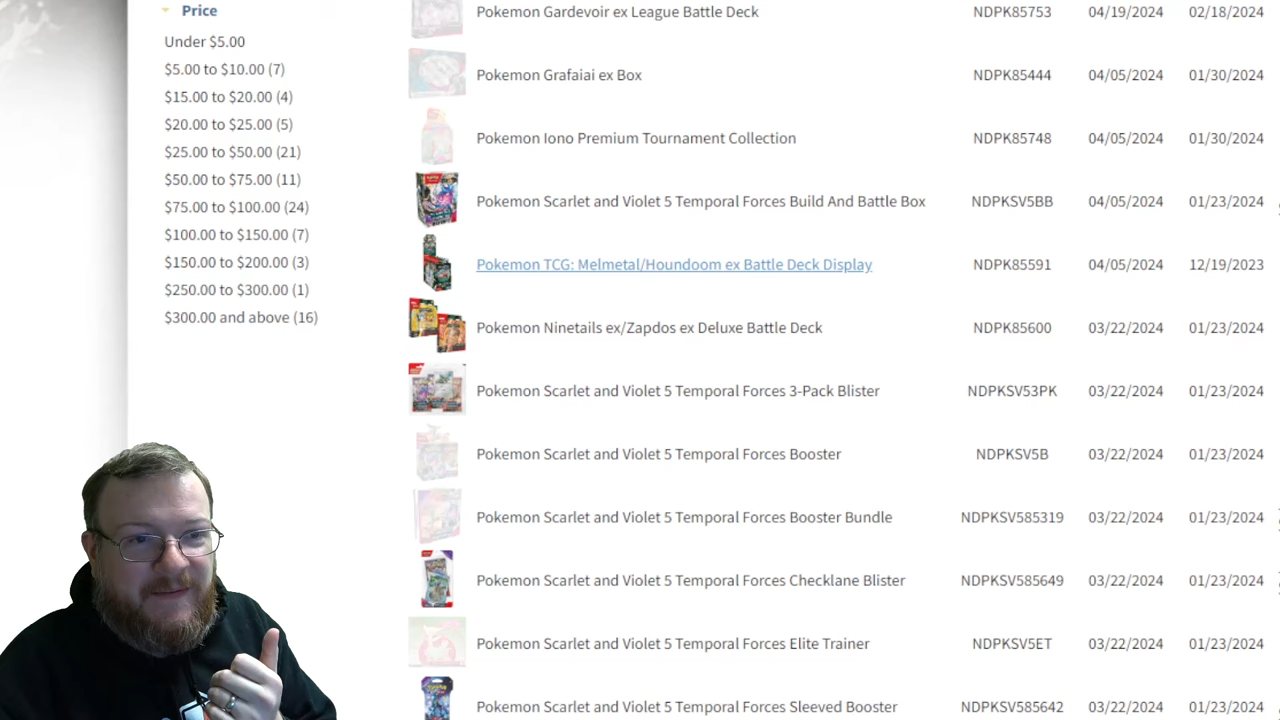 Price
Under $5.00
$5.00 to $10.00 (7)
$15.00 to $20.00 (4)
$20.00 to $25.00 (5)
$25.00 to $50.00 (21)
$50.00 to $75.00 (11)
$75.00 to $100.00 (24)
$100.00 to $150.00 (7)
$150.00 to $200.00 (3)
$250.00 to $300.00 (1)
$300.00 and above (16)
Pokemon Gardevoir ex League Battle Deck NDPK85753 04/19/2024 02/18/2024
Pokemon Grafaiai ex Box NDPK85444 04/05/2024 01/30/2024
Pokemon Iono Premium Tournament Collection NDPK85748 04/05/2024 01/30/2024
Pokemon Scarlet and Violet 5 Temporal Forces Build And Battle Box NDPKSV5BB 04/05/2024 01/23/2024
Pokemon TCG: Melmetal/Houndoom ex Battle Deck Display NDPK85591 04/05/2024 12/19/2023
Pokemon Ninetails ex/Zapdos ex Deluxe Battle Deck NDPK85600 03/22/2024 01/23/2024
Pokemon Scarlet and Violet 5 Temporal Forces 3-Pack Blister NDPKSV53PK 03/22/2024 01/23/2024
Pokemon Scarlet and Violet 5 Temporal Forces Booster NDPKSV5B 03/22/2024 01/23/2024
Pokemon Scarlet and Violet 5 Temporal Forces Booster Bundle NDPKSV585319 03/22/2024 01/23/2024
Pokemon Scarlet and Violet 5 Temporal Forces Checklane Blister NDPKSV585649 03/22/2024 01/23/2024
Pokemon Scarlet and Violet 5 Temporal Forces Elite Trainer NDPKSV5ET 03/22/2024 01/23/2024
Pokemon Scarlet and Violet 5 Temporal Forces Sleeved Booster NDPKSV585642 03/22/2024 01/23/2024